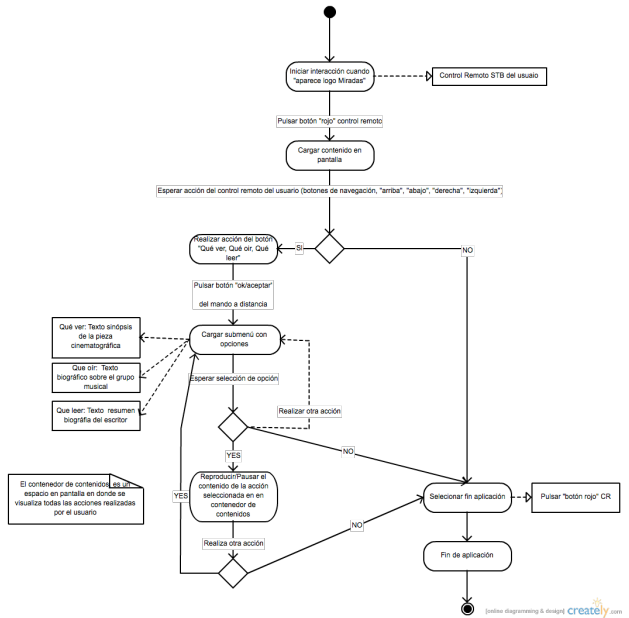 Iniciar interacción cuando
"aparece logo Miradas"
Control Remoto STB del usuaio
Pulsar botón "rojo" control remoto
Cargar contenido en
pantalla
Esperar acción del control remoto del usuario (botones de navegación, "arriba", "abajo", "derecha", "izquierda")
SI
NO
Realizar acción del botón
"Qué ver, Qué oir, Qué
leer"
Pulsar botón "ok/aceptar"
del mando a distancia
Cargar submenú con
opciones
Qué ver: Texto sinópsis
de la pieza
cinematográfica
Que oír: Texto
biográfico sobre el grupo
musical
Que leer: Texto resumen
biográfia del escritor
Esperar selección de opción
Realizar otra acción
YES
NO
Reproducir/Pausar el
contenido de la acción
seleccionada en en
contenedor de
contenidos
El contenedor de contenidos, es un
espacio en pantalla en donde se
visualiza todas las acciones realizadas
por el usuario
YES
Selecionar fin aplicación
Pulsar "botón rojo" CR
NO
Realiza otra acción
Fin de aplicación
[online diagramming & design] creately.com